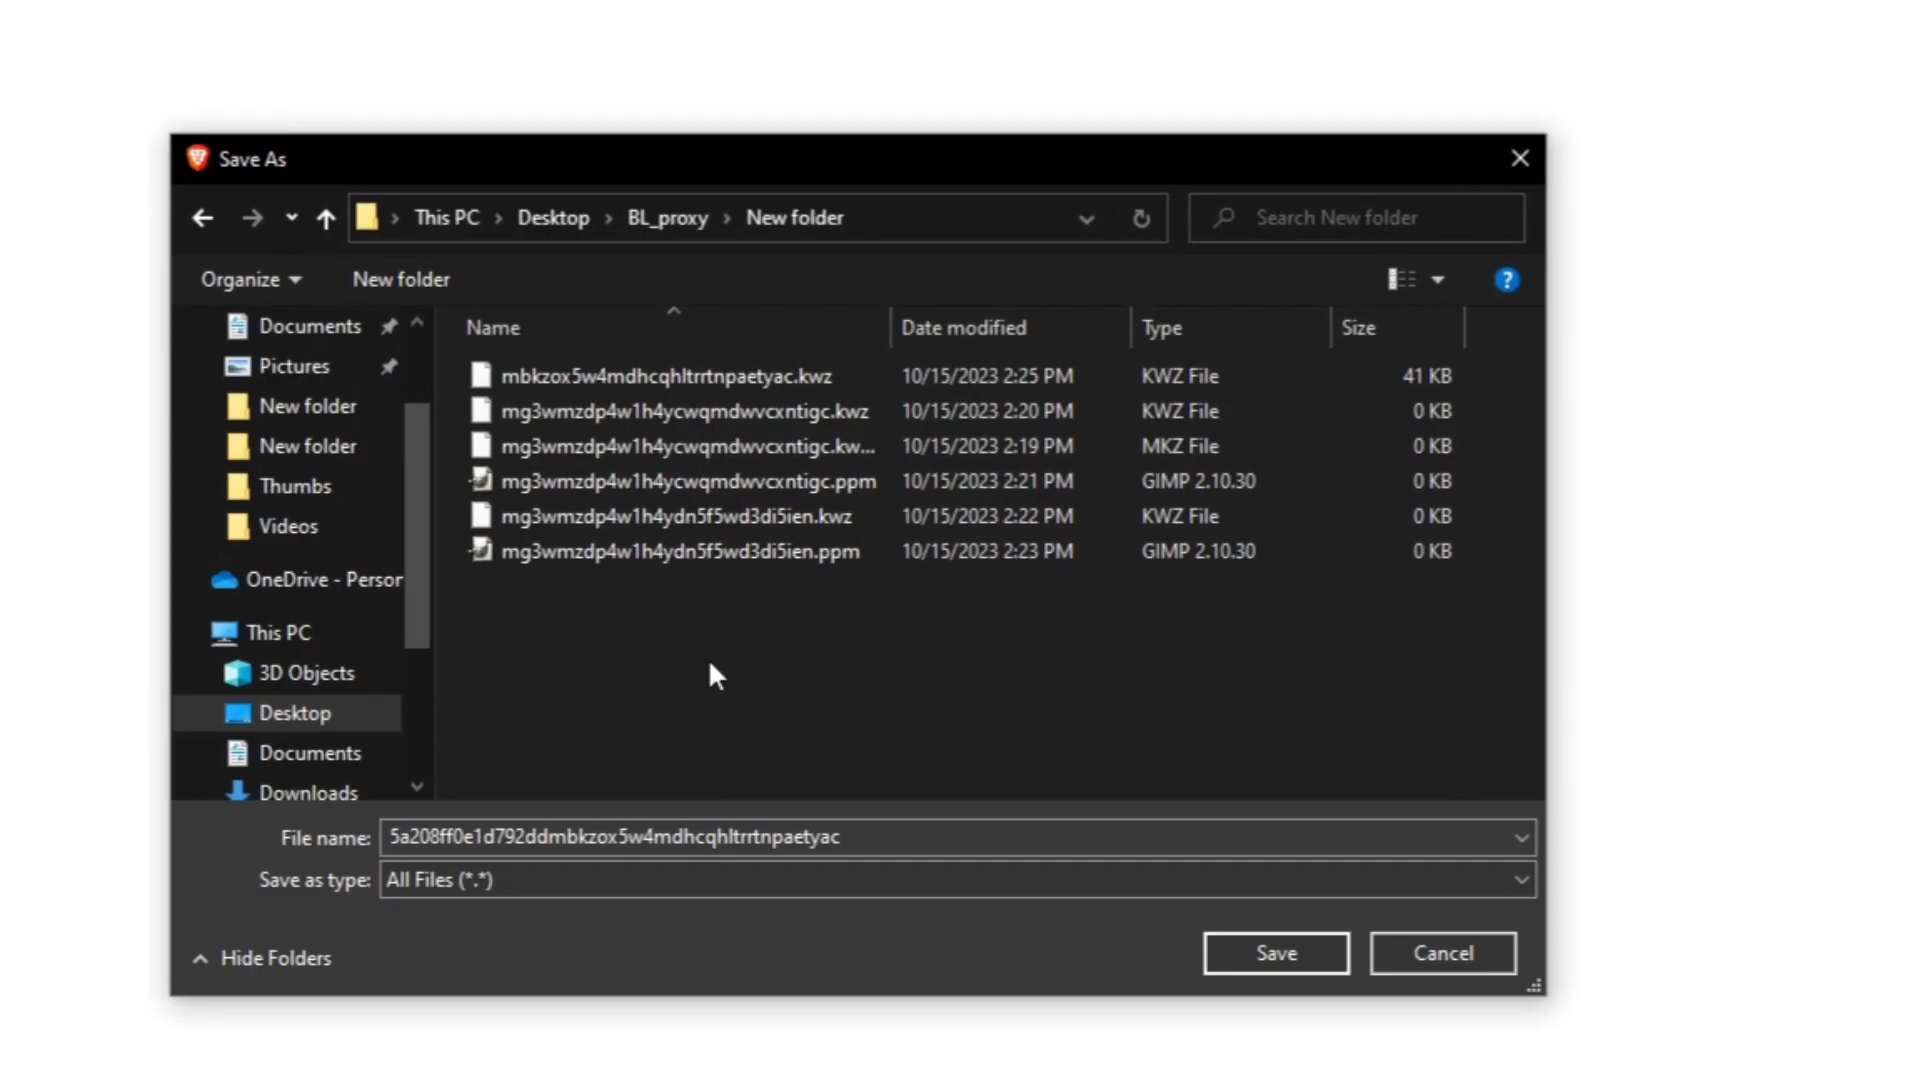 Save As
This PC > Desktop > BL_proxy > New folder
Search New folder
Organize
New folder
Name
Date modified
Type
Size
Documents
Pictures
New folder
New folder
Thumbs
Videos
OneDrive - Person
This PC
3D Objects
Desktop
Documents
Downloads
mbkzox5w4mdhcqhltrrtnpaetyac.kwz 10/15/2023 2:25 PM KWZ File 41 KB
mg3wmzdp4w1h4ycwqmdwvcxntigc.kwz 10/15/2023 2:20 PM KWZ File 0 KB
mg3wmzdp4w1h4ycwqmdwvcxntigc.kw... 10/15/2023 2:19 PM MKZ File 0 KB
mg3wmzdp4w1h4ycwqmdwvcxntigc.ppm 10/15/2023 2:21 PM GIMP 2.10.30 0 KB
mg3wmzdp4w1h4ydn5f5wd3di5ien.kwz 10/15/2023 2:22 PM KWZ File 0 KB
mg3wmzdp4w1h4ydn5f5wd3di5ien.ppm 10/15/2023 2:23 PM GIMP 2.10.30 0 KB
File name: 5a208ff0e1d792ddmbkzox5w4mdhcqhltrrtnpaetyac
Save as type: All Files (*.*)
Hide Folders
Save
Cancel